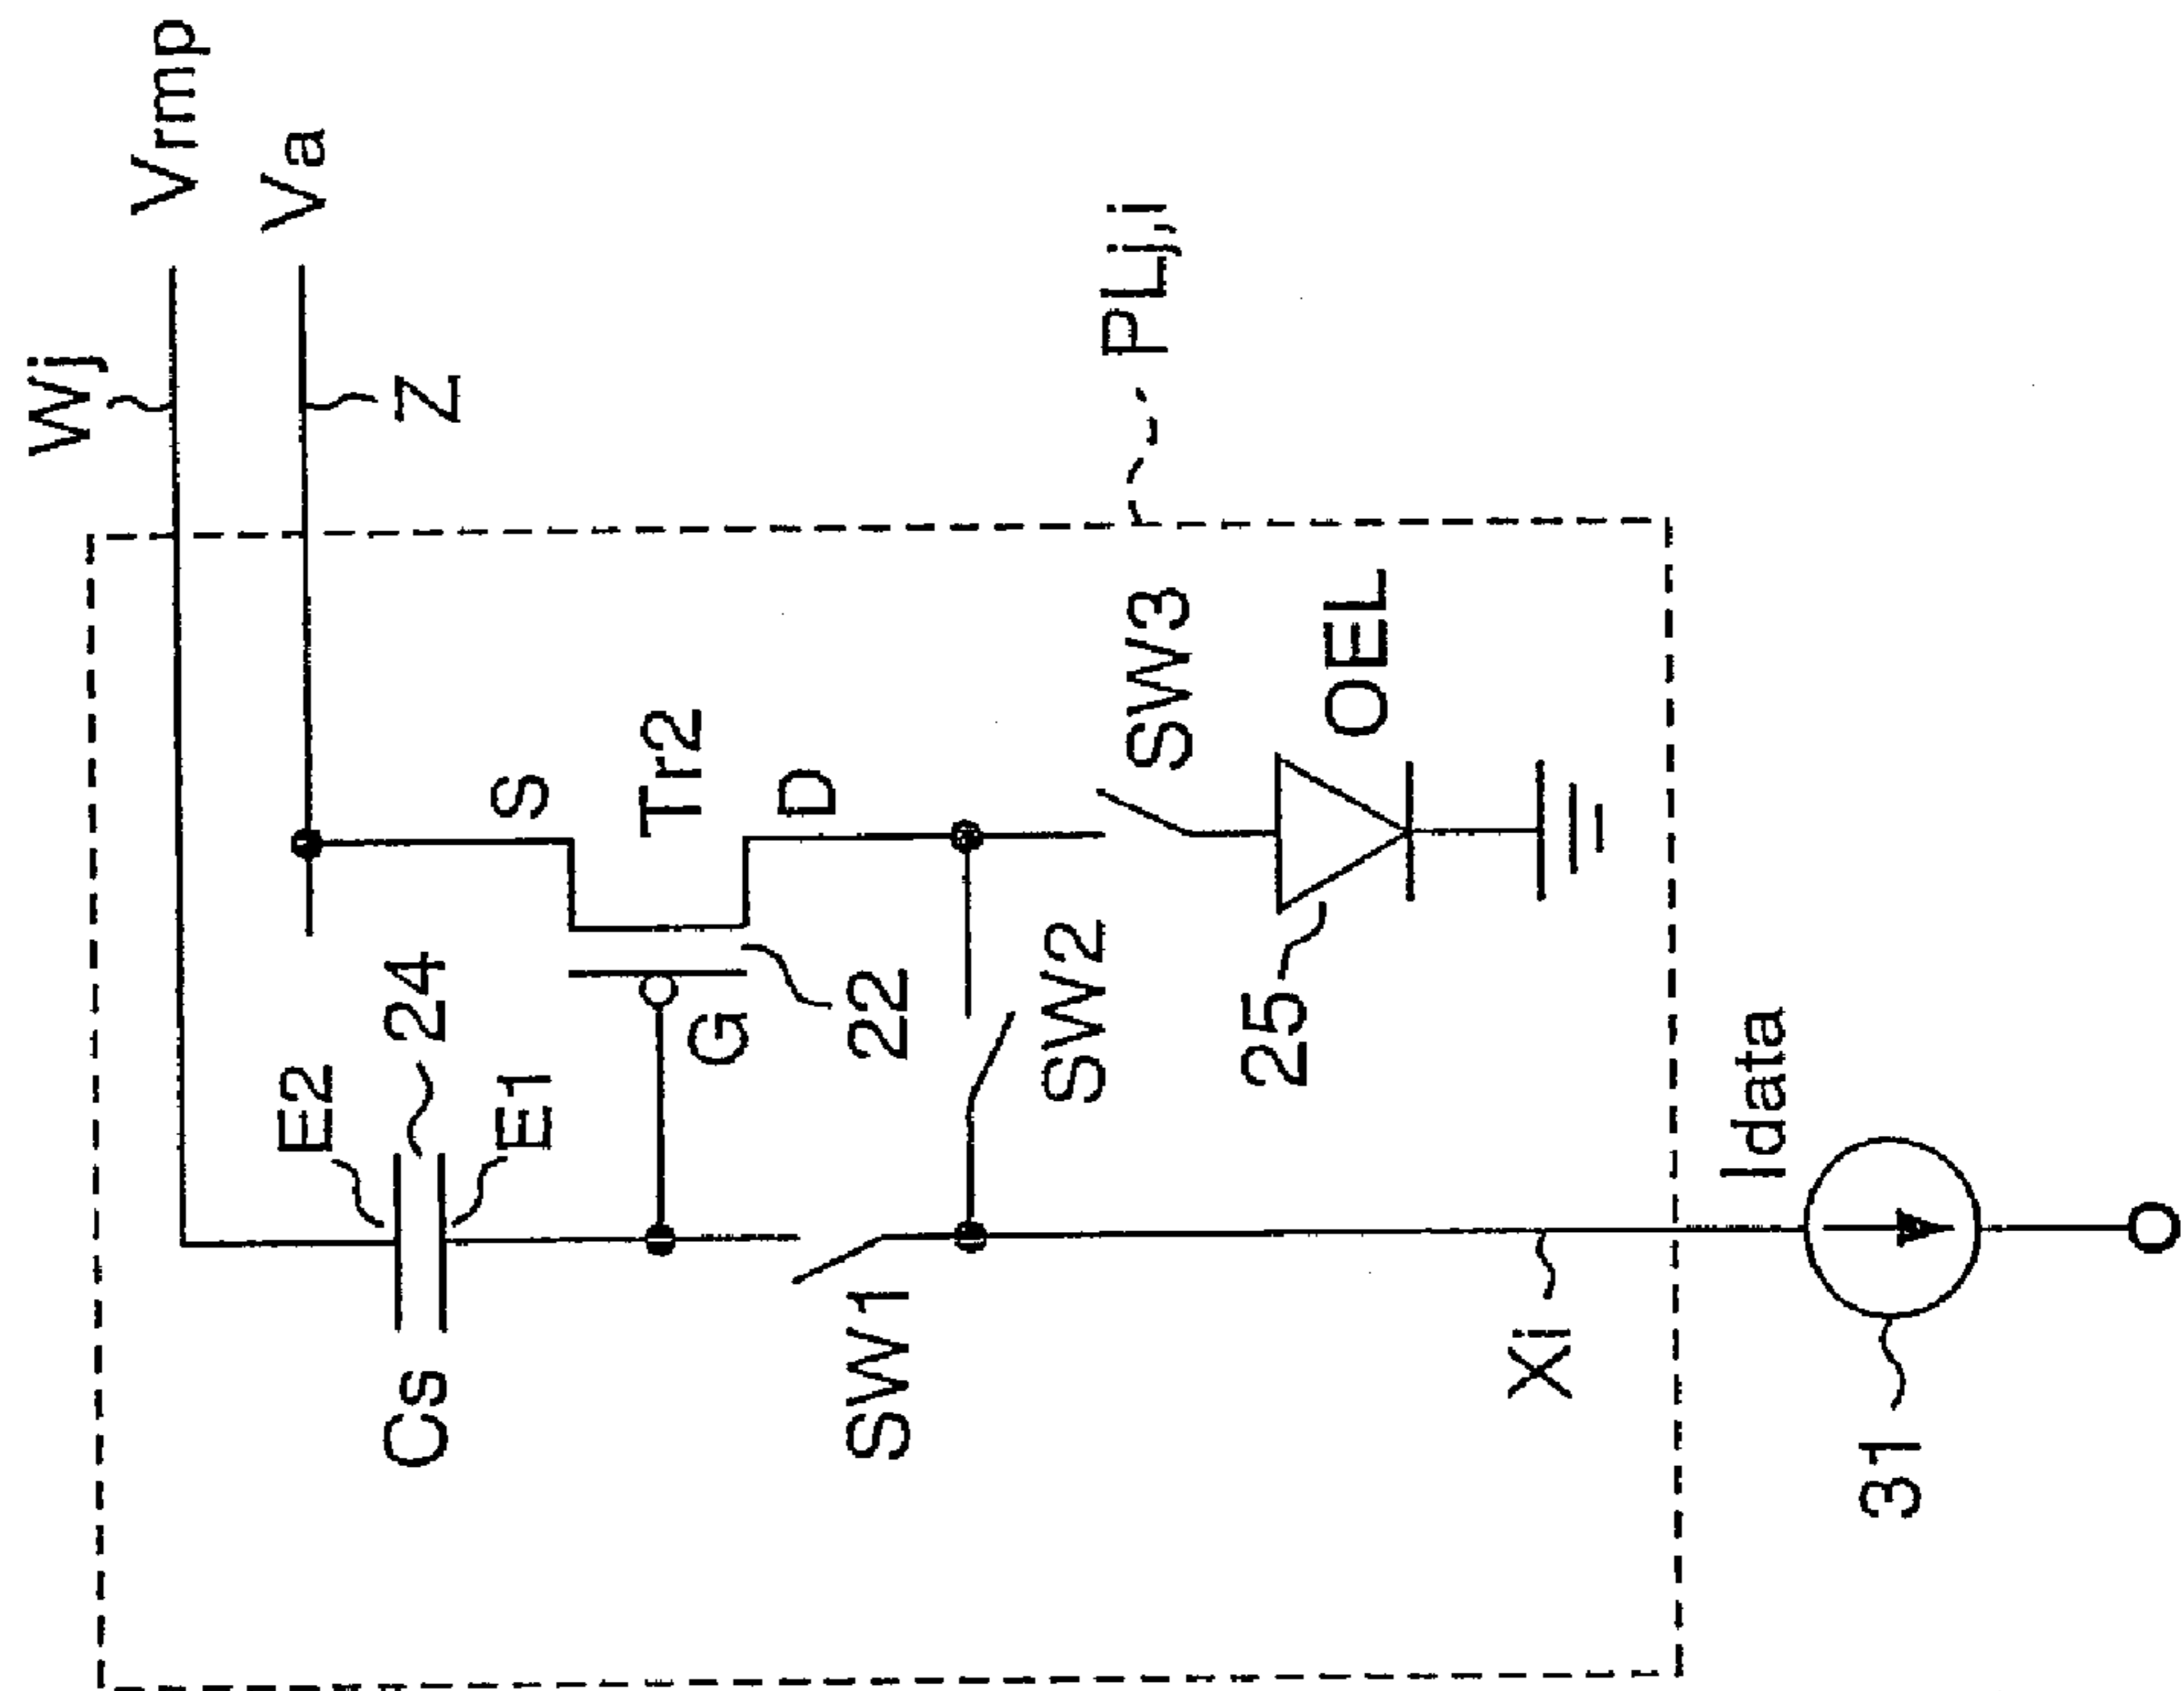 Vrmp
Va
Wj
Z
PLj,i
S
Tr2
D
G
22
E2
24
E1
Cs
SW1
SW2
SW3
OEL
25
Xi
Idata
31